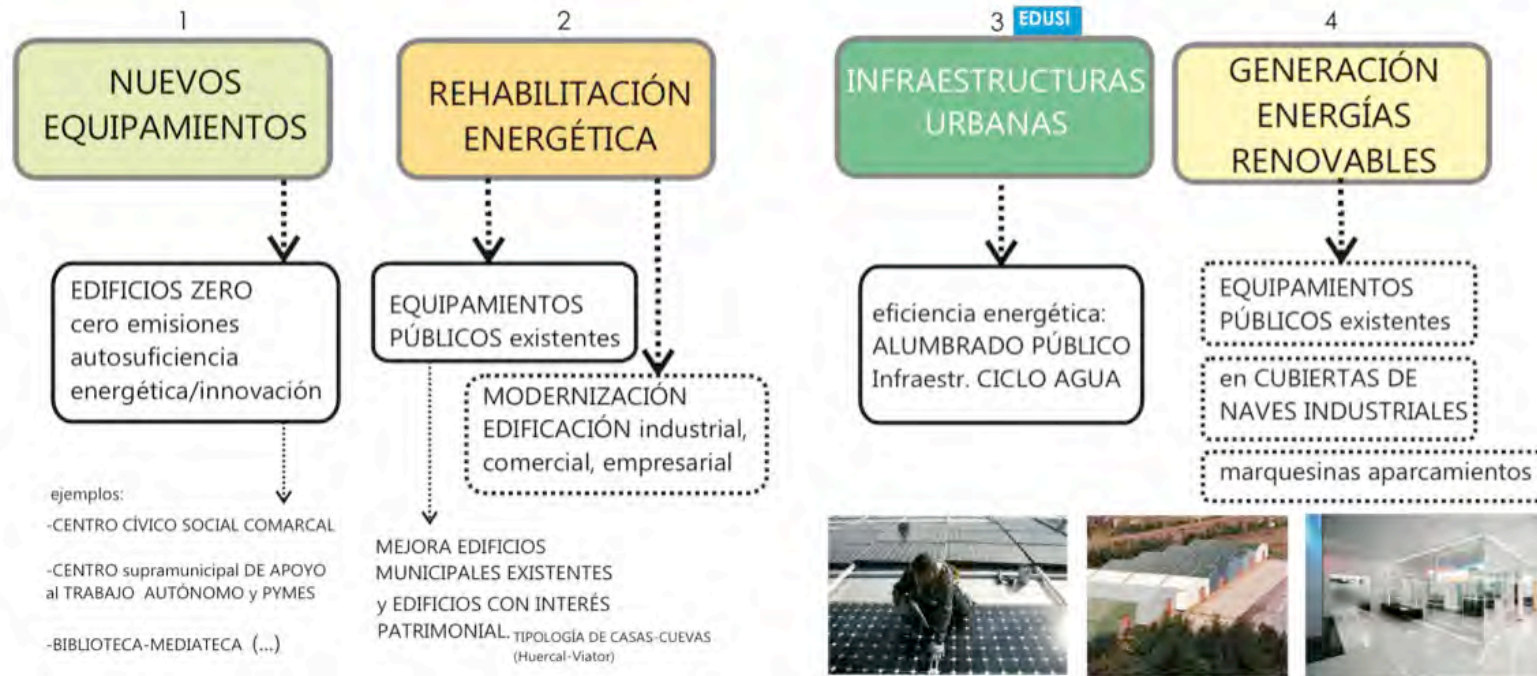 1
NUEVOS
EQUIPAMIENTOS
EDIFICIOS ZERO
cero emisiones
autosuficiencia
energética/innovación
ejemplos:
-CENTRO CÍVICO SOCIAL COMARCAL
-CENTRO supramunicipal DE APOYO
al TRABAJO AUTÓNOMO y PYMES
-BIBLIOTECA-MEDIATECA (...)
2
REHABILITACIÓN
ENERGÉTICA
EQUIPAMIENTOS
PÚBLICOS existentes
MODERNIZACIÓN
EDIFICACIÓN industrial,
comercial, empresarial
MEJORA EDIFICIOS
MUNICIPALES EXISTENTES
y EDIFICIOS CON INTERÉS
PATRIMONIAL. TIPOLOGÍA DE CASAS-CUEVAS
(Huercal-Viator)
3 EDUSI
INFRAESTRUCTURAS
URBANAS
eficiencia energética:
ALUMBRADO PÚBLICO
Infraestr. CICLO AGUA
4
GENERACIÓN
ENERGÍAS
RENOVABLES
EQUIPAMIENTOS
PÚBLICOS existentes
en CUBIERTAS DE
NAVES INDUSTRIALES
marquesinas aparcamientos